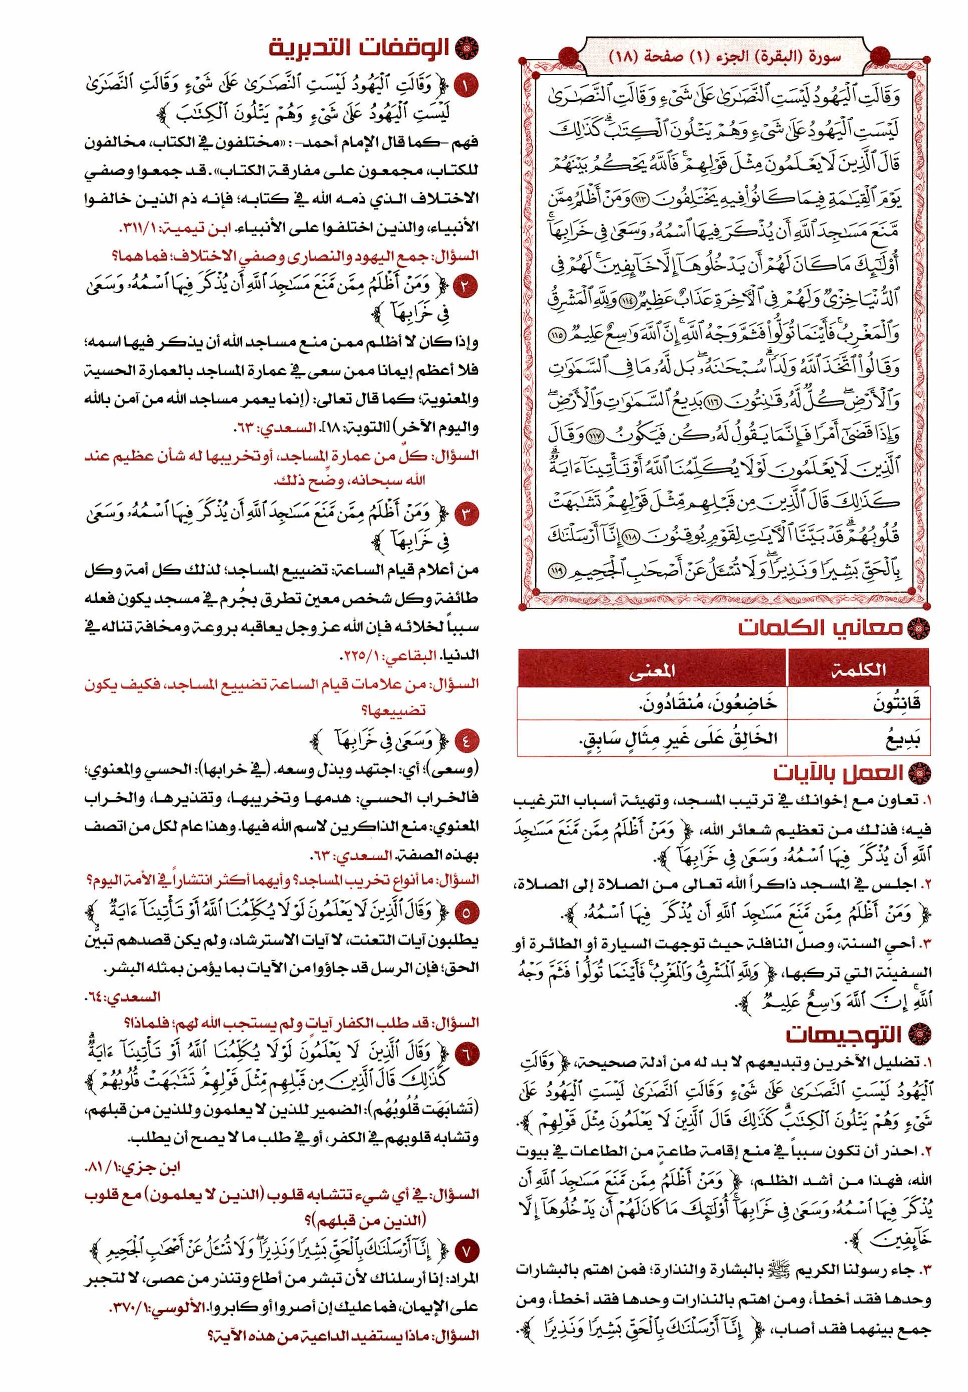 سورة (البقرة) الجزء (١) صفحة (١٨)
وَقَالَتِ ٱلْيَهُودُ لَيْسَتِ ٱلنَّصَٰرَىٰ عَلَىٰ شَىْءٍ وَقَالَتِ ٱلنَّصَٰرَىٰ
لَيْسَتِ ٱلْيَهُودُ عَلَىٰ شَىْءٍ وَهُمْ يَتْلُونَ ٱلْكِتَٰبَ ۗ كَذَٰلِكَ
قَالَ ٱلَّذِينَ لَا يَعْلَمُونَ مِثْلَ قَوْلِهِمْ ۚ فَٱللَّهُ يَحْكُمُ بَيْنَهُمْ
يَوْمَ ٱلْقِيَٰمَةِ فِيمَا كَانُوا۟ فِيهِ يَخْتَلِفُونَ ١١٣ وَمَنْ أَظْلَمُ مِمَّن
مَّنَعَ مَسَٰجِدَ ٱللَّهِ أَن يُذْكَرَ فِيهَا ٱسْمُهُۥ وَسَعَىٰ فِى خَرَابِهَآ ۚ
أُو۟لَٰٓئِكَ مَا كَانَ لَهُمْ أَن يَدْخُلُوهَآ إِلَّا خَآئِفِينَ ۚ لَهُمْ فِى
ٱلدُّنْيَا خِزْىٌ وَلَهُمْ فِى ٱلْـَٔاخِرَةِ عَذَابٌ عَظِيمٌ ١١٤ وَلِلَّهِ ٱلْمَشْرِقُ
وَٱلْمَغْرِبُ ۚ فَأَيْنَمَا تُوَلُّوا۟ فَثَمَّ وَجْهُ ٱللَّهِ ۚ إِنَّ ٱللَّهَ وَٰسِعٌ عَلِيمٌ ١١٥
وَقَالُوا۟ ٱتَّخَذَ ٱللَّهُ وَلَدًا ۗ سُبْحَٰنَهُۥ ۖ بَل لَّهُۥ مَا فِى ٱلسَّمَٰوَٰتِ
وَٱلْأَرْضِ ۖ كُلٌّ لَّهُۥ قَٰنِتُونَ ١١٦ بَدِيعُ ٱلسَّمَٰوَٰتِ وَٱلْأَرْضِ ۖ
وَإِذَا قَضَىٰٓ أَمْرًا فَإِنَّمَا يَقُولُ لَهُۥ كُن فَيَكُونُ ١١٧ وَقَالَ
ٱلَّذِينَ لَا يَعْلَمُونَ لَوْلَا يُكَلِّمُنَا ٱللَّهُ أَوْ تَأْتِينَآ ءَايَةٌ ۗ
كَذَٰلِكَ قَالَ ٱلَّذِينَ مِن قَبْلِهِم مِّثْلَ قَوْلِهِمْ ۘ تَشَٰبَهَتْ
قُلُوبُهُمْ ۗ قَدْ بَيَّنَّا ٱلْـَٔايَٰتِ لِقَوْمٍ يُوقِنُونَ ١١٨ إِنَّآ أَرْسَلْنَٰكَ
بِٱلْحَقِّ بَشِيرًا وَنَذِيرًا ۖ وَلَا تُسْـَٔلُ عَنْ أَصْحَٰبِ ٱلْجَحِيمِ ١١٩
معاني الكلمات
الكلمة المعنى
قَانِتُونَ خَاضِعُونَ، مُنقَادُونَ.
بَدِيعُ الخَالِقُ عَلَى غَيرِ مِثَالٍ سَابِقٍ.
العمل بالآيات
١. تعاون مع إخوانك في ترتيب المسجد، وتهيئة أسباب الترغيب
فيه؛ فذلك من تعظيم شعائر الله، ﴿ وَمَنْ أَظْلَمُ مِمَّن مَّنَعَ مَسَٰجِدَ
ٱللَّهِ أَن يُذْكَرَ فِيهَا ٱسْمُهُۥ وَسَعَىٰ فِى خَرَابِهَآ ﴾.
٢. اجلس في المسجد ذاكراً الله تعالى من الصلاة إلى الصلاة،
﴿ وَمَنْ أَظْلَمُ مِمَّن مَّنَعَ مَسَٰجِدَ ٱللَّهِ أَن يُذْكَرَ فِيهَا ٱسْمُهُۥ ﴾.
٣. أحيِ السنة، وصلِّ النافلة حيث توجهت السيارة أو الطائرة أو
السفينة التي تركبها، ﴿ وَلِلَّهِ ٱلْمَشْرِقُ وَٱلْمَغْرِبُ ۚ فَأَيْنَمَا تُوَلُّوا۟ فَثَمَّ وَجْهُ
ٱللَّهِ ۚ إِنَّ ٱللَّهَ وَٰسِعٌ عَلِيمٌ ﴾.
التوجيهات
١. تضليل الآخرين وتبديعهم لا بد له من أدلة صحيحة، ﴿ وَقَالَتِ
ٱلْيَهُودُ لَيْسَتِ ٱلنَّصَٰرَىٰ عَلَىٰ شَىْءٍ وَقَالَتِ ٱلنَّصَٰرَىٰ لَيْسَتِ ٱلْيَهُودُ عَلَىٰ
شَىْءٍ وَهُمْ يَتْلُونَ ٱلْكِتَٰبَ ۗ كَذَٰلِكَ قَالَ ٱلَّذِينَ لَا يَعْلَمُونَ مِثْلَ قَوْلِهِمْ ﴾.
٢. احذر أن تكون سبباً في منع إقامة طاعةٍ من الطاعات في بيوت
الله، فهذا من أشد الظلم، ﴿ وَمَنْ أَظْلَمُ مِمَّن مَّنَعَ مَسَٰجِدَ ٱللَّهِ أَن
يُذْكَرَ فِيهَا ٱسْمُهُۥ وَسَعَىٰ فِى خَرَابِهَآ ۚ أُو۟لَٰٓئِكَ مَا كَانَ لَهُمْ أَن يَدْخُلُوهَآ إِلَّا
خَآئِفِينَ ﴾.
٣. جاء رسولنا الكريم ﷺ بالبشارة والنذارة؛ فمن اهتم بالبشارات
وحدها فقد أخطأ، ومن اهتم بالنذارات وحدها فقد أخطأ، ومن
جمع بينهما فقد أصاب، ﴿ إِنَّآ أَرْسَلْنَٰكَ بِٱلْحَقِّ بَشِيرًا وَنَذِيرًا ﴾.
الوقفات التدبرية
١ ﴿ وَقَالَتِ ٱلْيَهُودُ لَيْسَتِ ٱلنَّصَٰرَىٰ عَلَىٰ شَىْءٍ وَقَالَتِ ٱلنَّصَٰرَىٰ
لَيْسَتِ ٱلْيَهُودُ عَلَىٰ شَىْءٍ وَهُمْ يَتْلُونَ ٱلْكِتَٰبَ ﴾
فهم -كما قال الإمام أحمد-: «مختلفون في الكتاب، مخالفون
للكتاب، مجمعون على مفارقة الكتاب». قد جمعوا وصفي
الاختلاف الذي ذمه الله في كتابه؛ فإنه ذم الذين خالفوا
الأنبياء، والذين اختلفوا على الأنبياء. ابن تيمية: ٣١١/١.
السؤال: جمع اليهود والنصارى وصفي الاختلاف؛ فما هما؟
٢ ﴿ وَمَنْ أَظْلَمُ مِمَّن مَّنَعَ مَسَٰجِدَ ٱللَّهِ أَن يُذْكَرَ فِيهَا ٱسْمُهُۥ وَسَعَىٰ
فِى خَرَابِهَآ ﴾
وإذا كان لا أظلم ممن منع مساجد الله أن يذكر فيها اسمه؛
فلا أعظم إيمانا ممن سعى في عمارة المساجد بالعمارة الحسية
والمعنوية؛ كما قال تعالى: (إنما يعمر مساجد الله من آمن بالله
واليوم الآخر) [التوبة: ١٨]. السعدي: ٦٣.
السؤال: كلٌ من عمارة المساجد، أو تخريبها له شأن عظيم عند
الله سبحانه، وضِّح ذلك.
٣ ﴿ وَمَنْ أَظْلَمُ مِمَّن مَّنَعَ مَسَٰجِدَ ٱللَّهِ أَن يُذْكَرَ فِيهَا ٱسْمُهُۥ وَسَعَىٰ
فِى خَرَابِهَآ ﴾
من أعلام قيام الساعة: تضييع المساجد؛ لذلك كل أمة وكل
طائفة وكل شخص معين تطرق بجُرم في مسجد يكون فعله
سبباً لخلائه فإن الله عز وجل يعاقبه بروعة ومخافة تناله في
الدنيا. البقاعي: ٢٢٥/١.
السؤال: من علامات قيام الساعة تضييع المساجد، فكيف يكون
تضييعها؟
٤ ﴿ وَسَعَىٰ فِى خَرَابِهَآ ﴾
(وسعى)؛ أي: اجتهد وبذل وسعه. (في خرابها): الحسي والمعنوي؛
فالخراب الحسي: هدمها وتخريبها، وتقذيرها، والخراب
المعنوي: منع الذاكرين لاسم الله فيها. وهذا عام لكل من اتصف
بهذه الصفة. السعدي: ٦٣.
السؤال: ما أنواع تخريب المساجد؟ وأيهما أكثر انتشاراً في الأمة اليوم؟
٥ ﴿ وَقَالَ ٱلَّذِينَ لَا يَعْلَمُونَ لَوْلَا يُكَلِّمُنَا ٱللَّهُ أَوْ تَأْتِينَآ ءَايَةٌ ﴾
يطلبون آيات التعنت، لا آيات الاسترشاد، ولم يكن قصدهم تبيّن
الحق؛ فإن الرسل قد جاؤوا من الآيات بما يؤمن بمثله البشر.
السعدي: ٦٤.
السؤال: قد طلب الكفار آياتٍ ولم يستجب الله لهم؛ فلماذا؟
٦ ﴿ وَقَالَ ٱلَّذِينَ لَا يَعْلَمُونَ لَوْلَا يُكَلِّمُنَا ٱللَّهُ أَوْ تَأْتِينَآ ءَايَةٌ ۗ
كَذَٰلِكَ قَالَ ٱلَّذِينَ مِن قَبْلِهِم مِّثْلَ قَوْلِهِمْ ۘ تَشَٰبَهَتْ قُلُوبُهُمْ ﴾
(تَشَابَهَت قُلُوبُهُم): الضمير للذين لا يعلمون وللذين من قبلهم،
وتشابه قلوبهم في الكفر، أو في طلب ما لا يصح أن يطلب.
ابن جزي: ٨١/١.
السؤال: في أي شيء تتشابه قلوب (الذين لا يعلمون) مع قلوب
(الذين من قبلهم)؟
٧ ﴿ إِنَّآ أَرْسَلْنَٰكَ بِٱلْحَقِّ بَشِيرًا وَنَذِيرًا ۖ وَلَا تُسْـَٔلُ عَنْ أَصْحَٰبِ ٱلْجَحِيمِ ﴾
المراد: إنا أرسلناك لأن تبشر من أطاع وتنذر من عصى، لا لتجبر
على الإيمان، فما عليك إن أصروا أو كابروا. الألوسي: ٣٧٠/١.
السؤال: ماذا يستفيد الداعية من هذه الآية؟